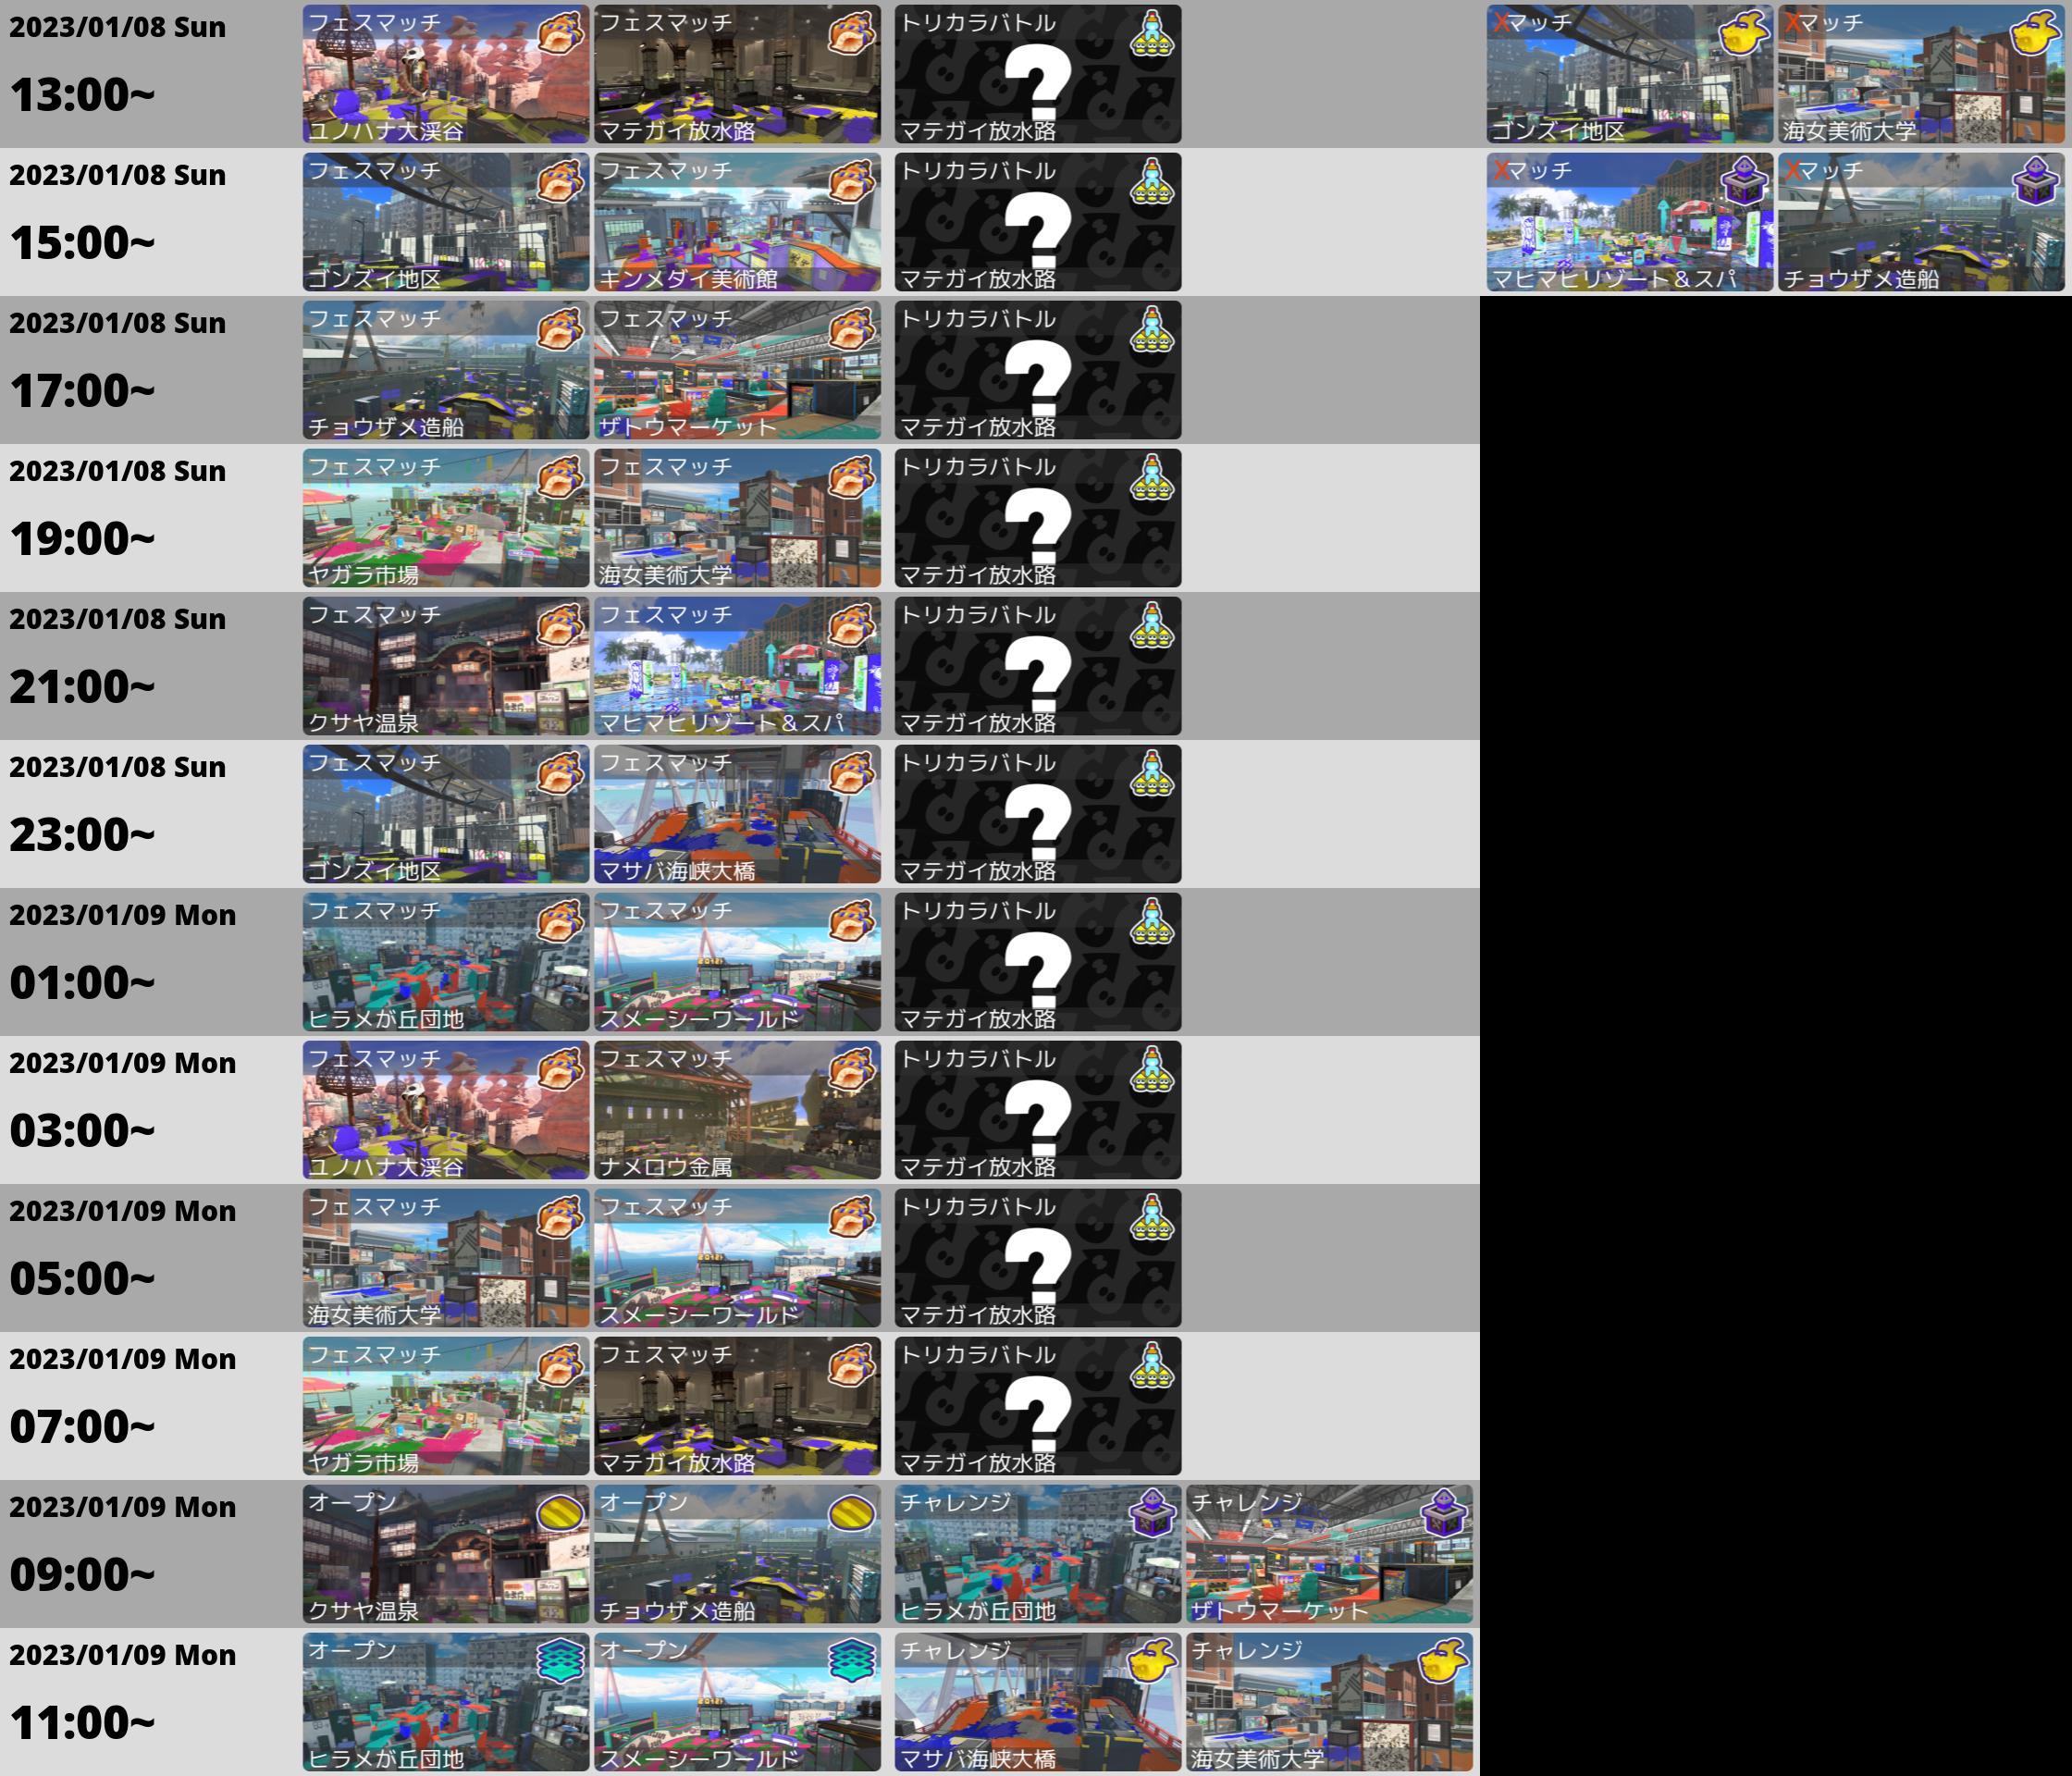 2023/01/08 Sun
13:00~
フェスマッチ
ユノハナ大渓谷
フェスマッチ
マテガイ放水路
トリカラバトル
?
マテガイ放水路
Xマッチ
ゴンズイ地区
Xマッチ
海女美術大学
2023/01/08 Sun
15:00~
フェスマッチ
ゴンズイ地区
フェスマッチ
キンメダイ美術館
トリカラバトル
?
マテガイ放水路
Xマッチ
マヒマヒリゾート＆スパ
Xマッチ
チョウザメ造船
2023/01/08 Sun
17:00~
フェスマッチ
チョウザメ造船
フェスマッチ
ザトウマーケット
トリカラバトル
?
マテガイ放水路
2023/01/08 Sun
19:00~
フェスマッチ
ヤガラ市場
フェスマッチ
海女美術大学
トリカラバトル
?
マテガイ放水路
2023/01/08 Sun
21:00~
フェスマッチ
クサヤ温泉
フェスマッチ
マヒマヒリゾート＆スパ
トリカラバトル
?
マテガイ放水路
2023/01/08 Sun
23:00~
フェスマッチ
ゴンズイ地区
フェスマッチ
マサバ海峡大橋
トリカラバトル
?
マテガイ放水路
2023/01/09 Mon
01:00~
フェスマッチ
ヒラメが丘団地
フェスマッチ
スメーシーワールド
トリカラバトル
?
マテガイ放水路
2023/01/09 Mon
03:00~
フェスマッチ
ユノハナ大渓谷
フェスマッチ
ナメロウ金属
トリカラバトル
?
マテガイ放水路
2023/01/09 Mon
05:00~
フェスマッチ
海女美術大学
フェスマッチ
スメーシーワールド
トリカラバトル
?
マテガイ放水路
2023/01/09 Mon
07:00~
フェスマッチ
ヤガラ市場
フェスマッチ
マテガイ放水路
トリカラバトル
?
マテガイ放水路
2023/01/09 Mon
09:00~
オープン
クサヤ温泉
オープン
チョウザメ造船
チャレンジ
ヒラメが丘団地
チャレンジ
ザトウマーケット
2023/01/09 Mon
11:00~
オープン
ヒラメが丘団地
オープン
スメーシーワールド
チャレンジ
マサバ海峡大橋
チャレンジ
海女美術大学